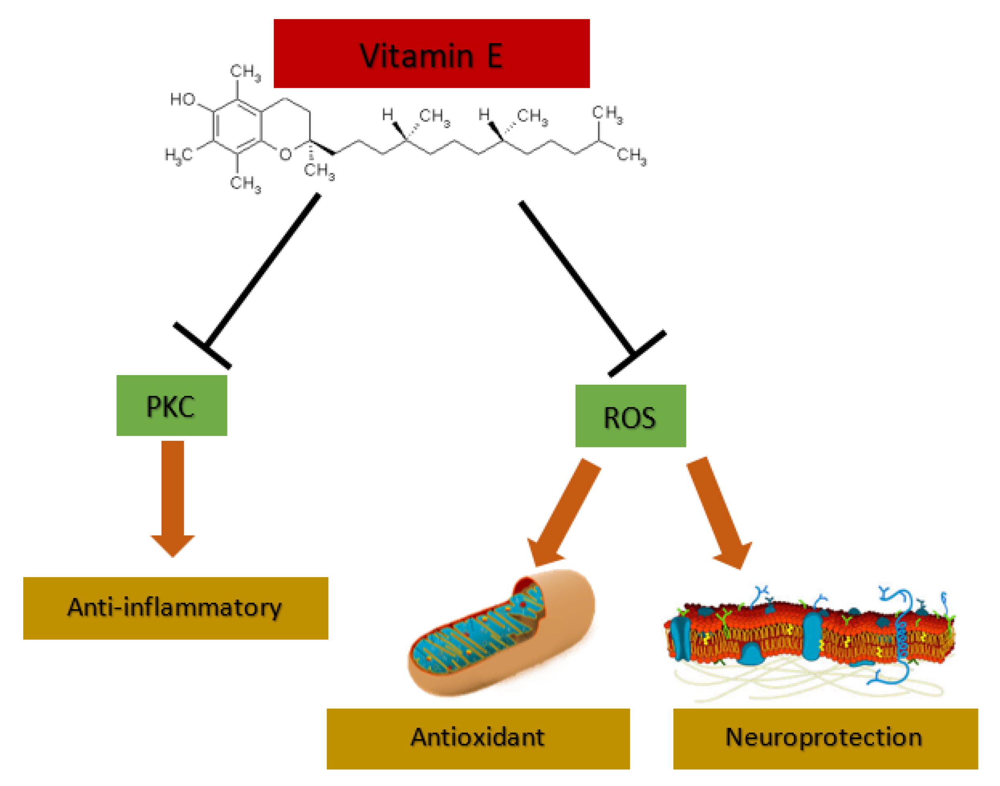 Vitamin E
CH3
HO
H
CH3
H
CH3
CH3
H3C
O
CH3
CH3
CH3
PKC
ROS
Anti-inflammatory
Antioxidant
Neuroprotection